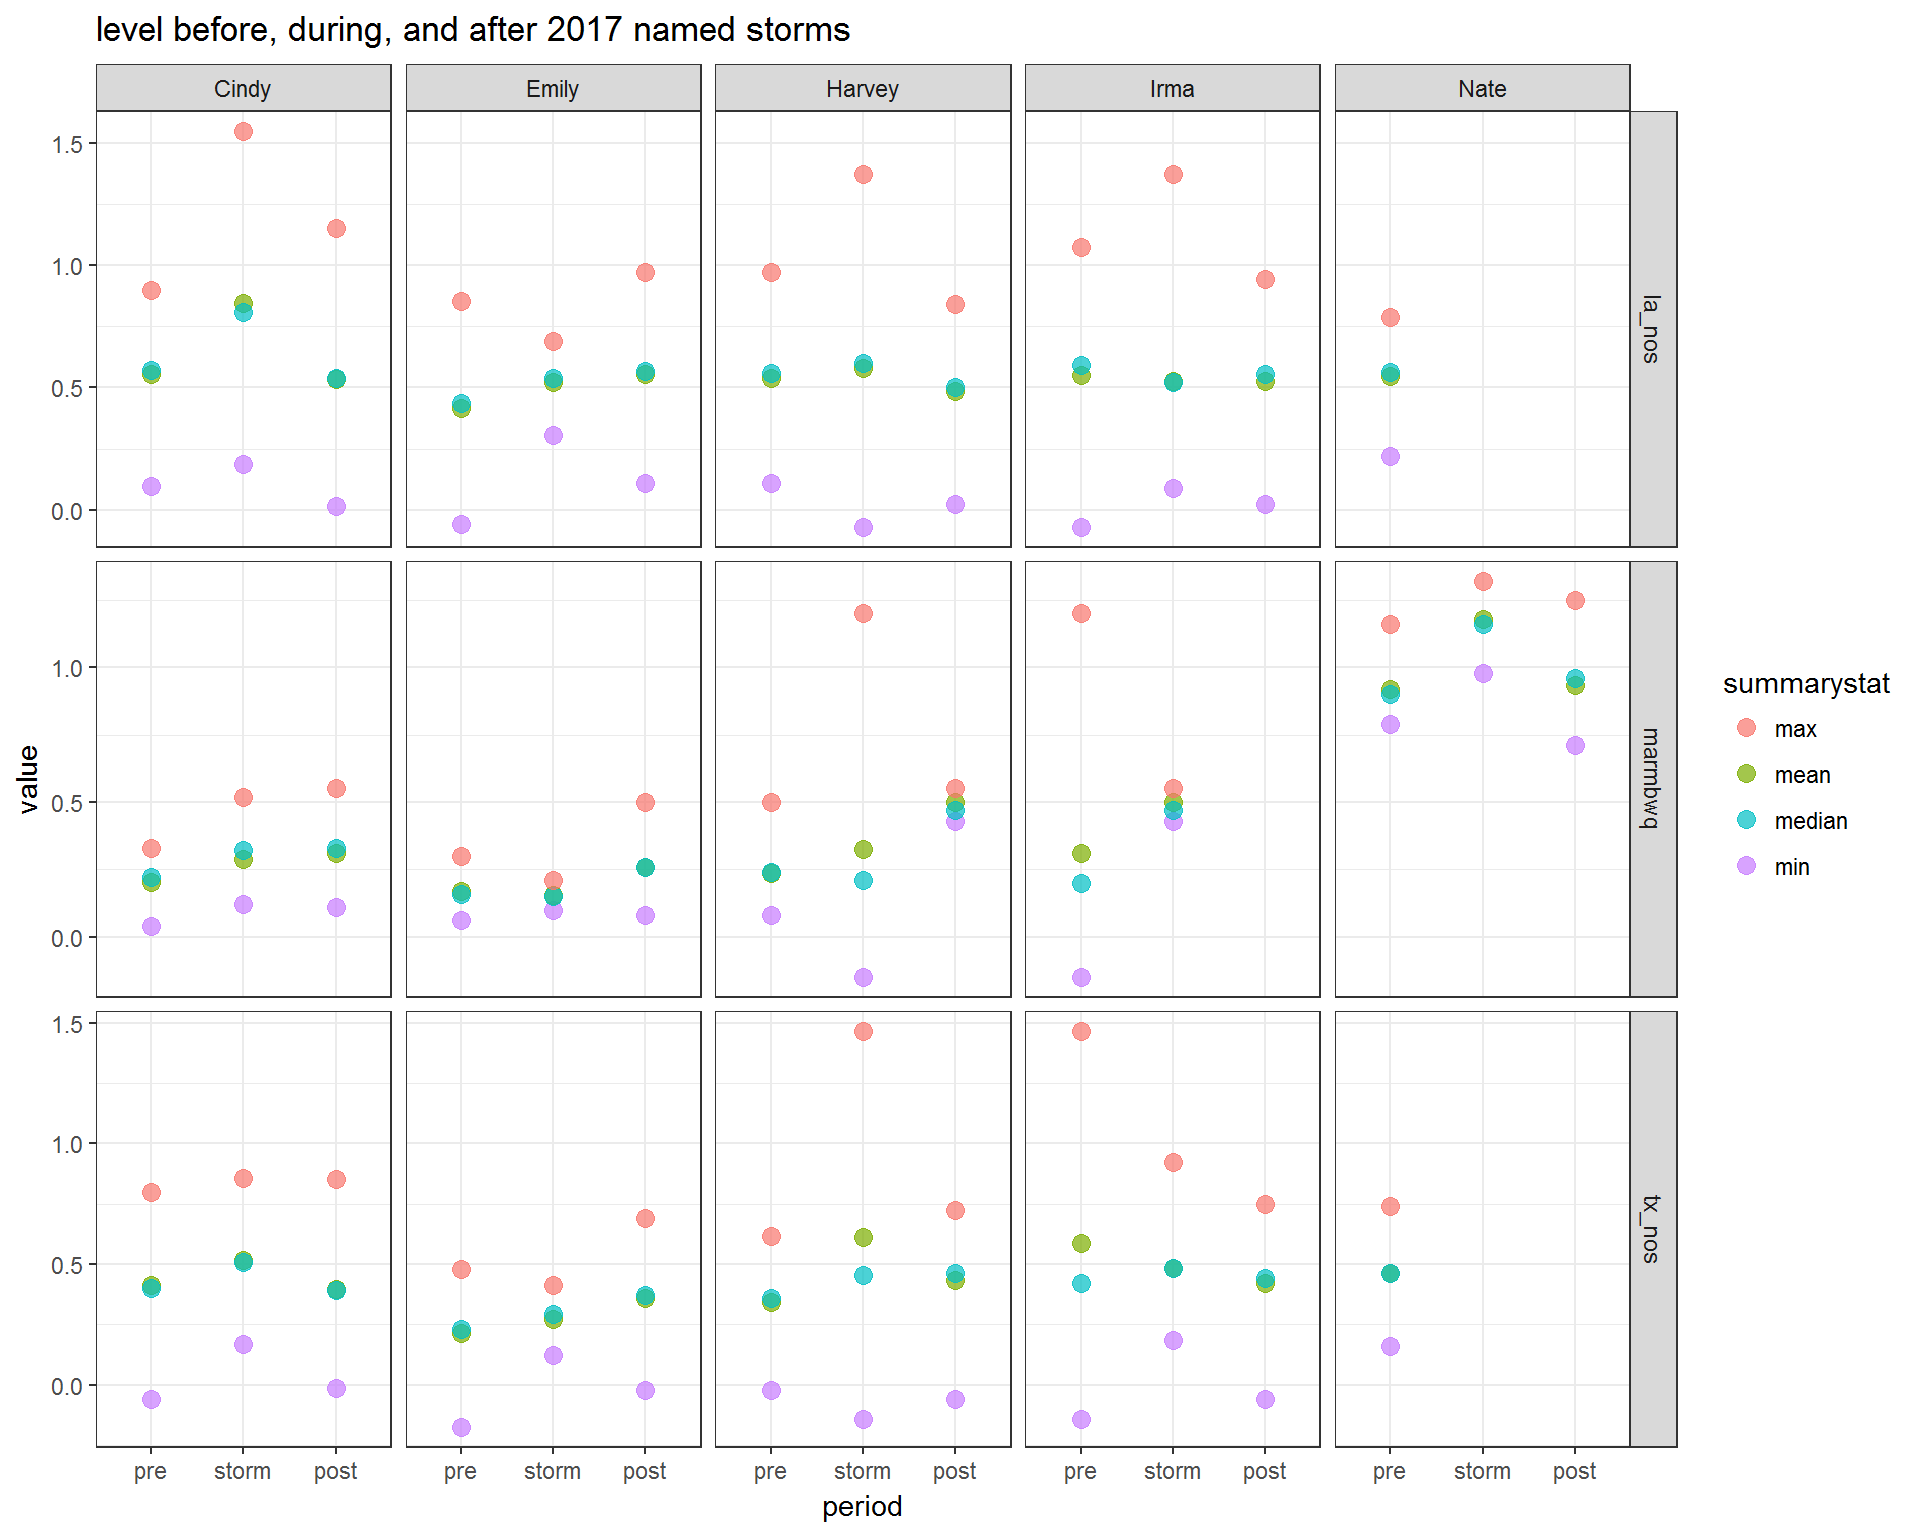 level before, during, and after 2017 named storms
Cindy Emily Harvey Irma Nate
1.5
1.0
0.5
0.0
la_nos
1.0
0.5
0.0
marmbwq
1.5
1.0
0.5
0.0
tx_nos
value
pre storm post pre storm post pre storm post pre storm post pre storm post
period
summarystat
max
mean
median
min